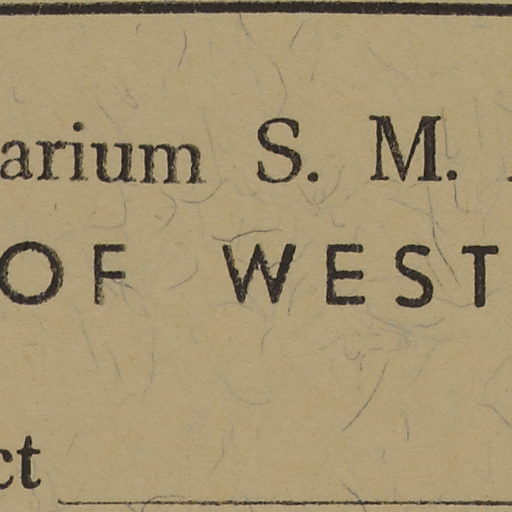 arium S. M.
OF WEST
ct